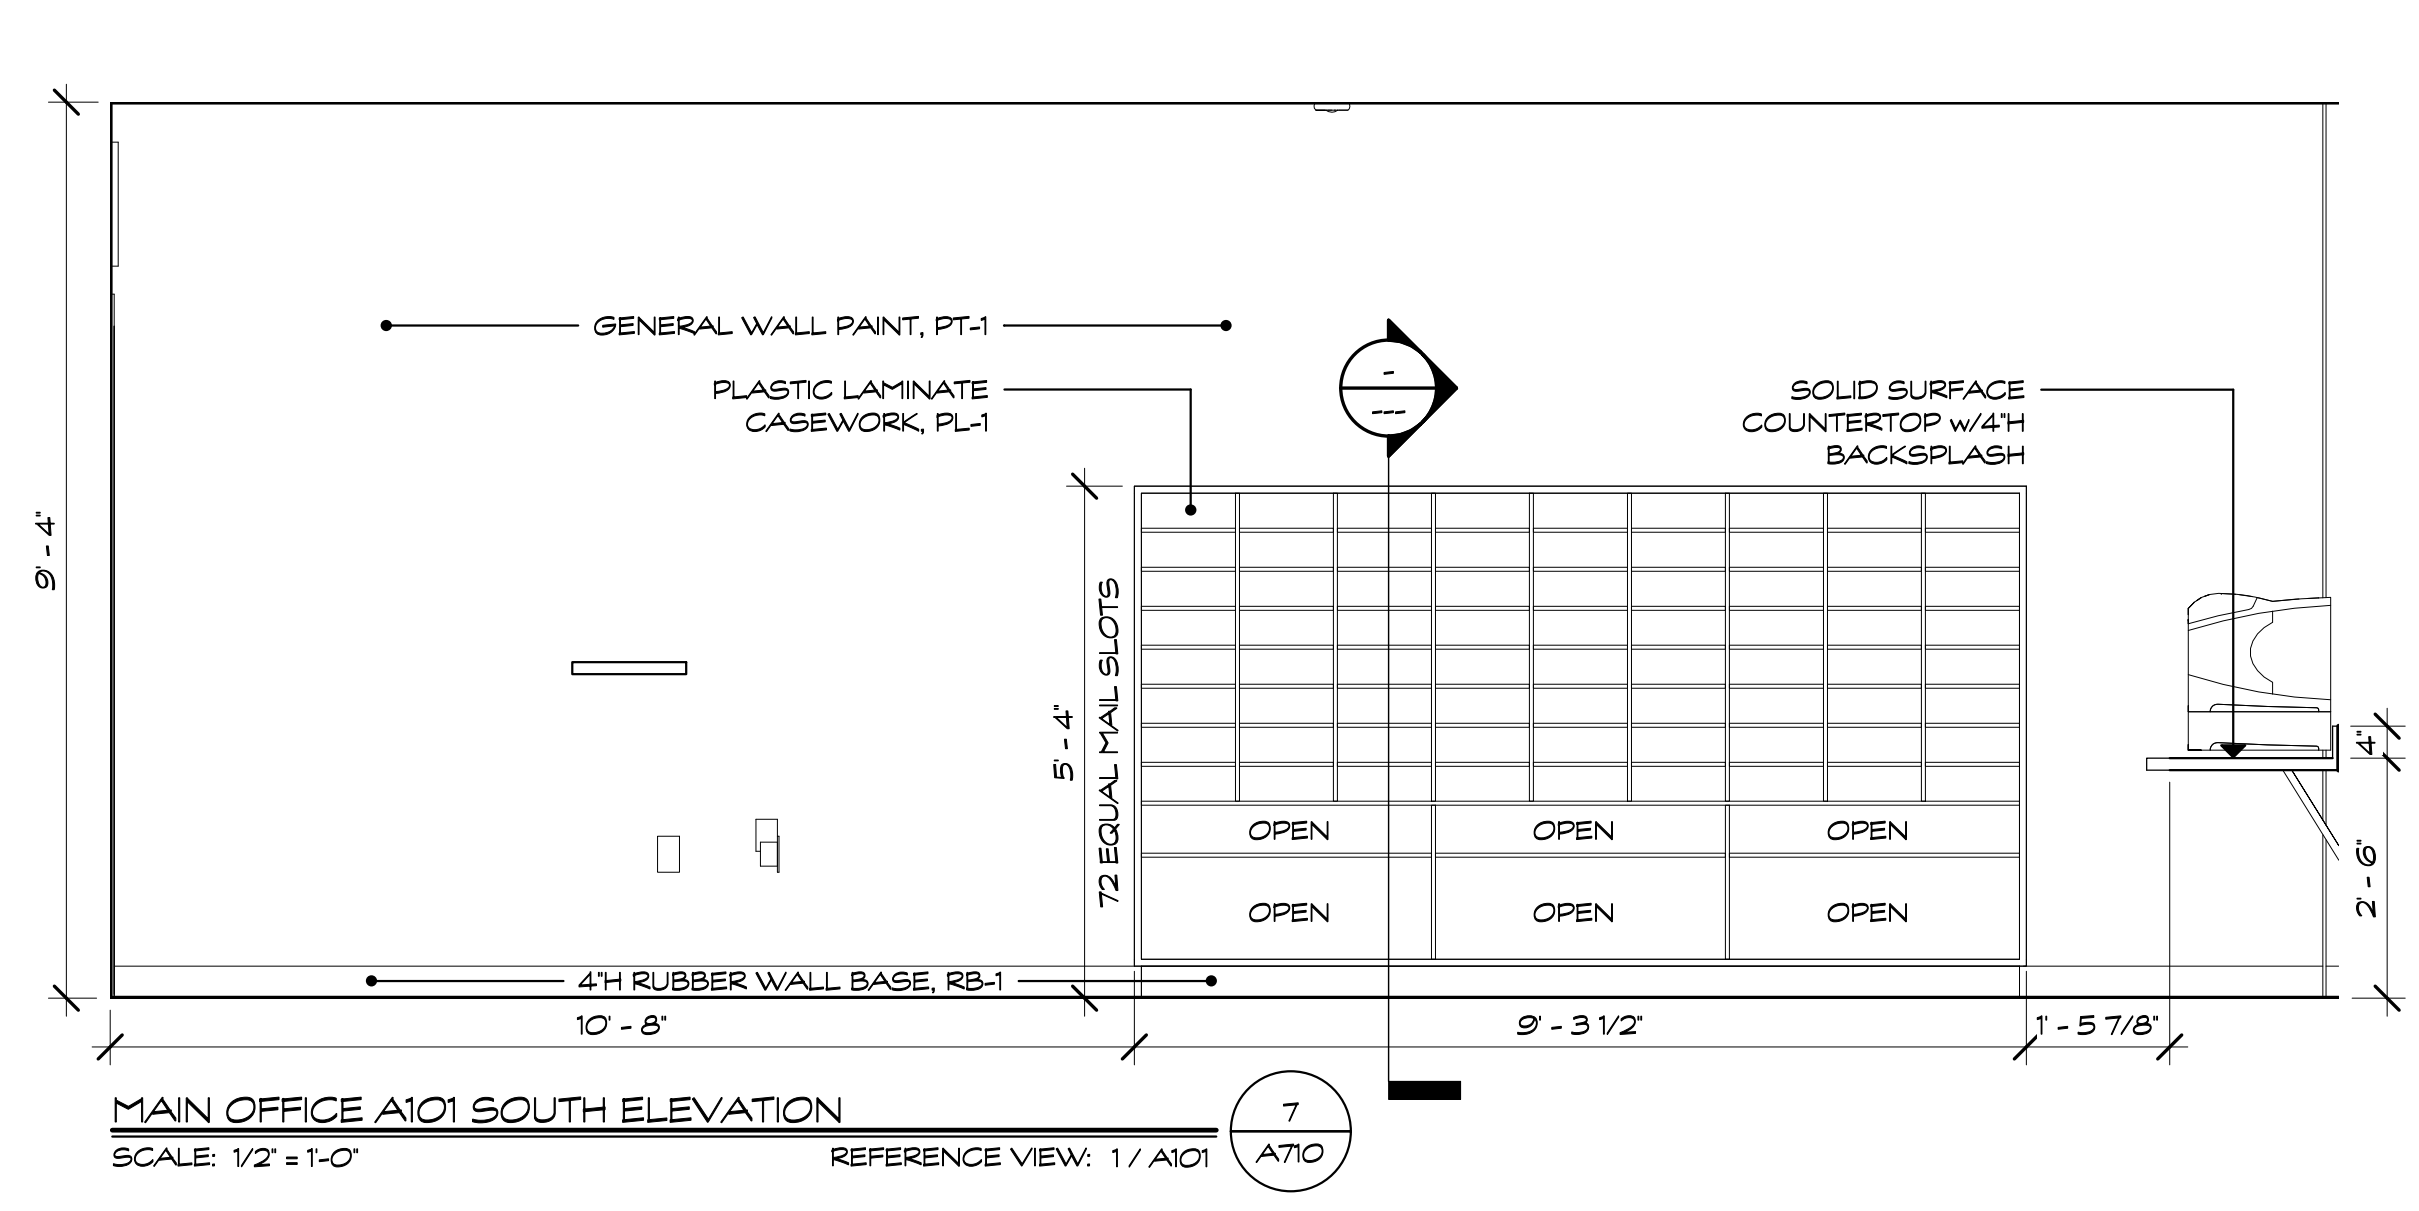 GENERAL WALL PAINT, PT-1
PLASTIC LAMINATE
CASEWORK, PL-1
-
---
SOLID SURFACE
COUNTERTOP w/4"H
BACKSPLASH
9' - 4"
5' - 4"
72 EQUAL MAIL SLOTS
4"
2' - 6"
OPEN OPEN OPEN
OPEN OPEN OPEN
4"H RUBBER WALL BASE, RB-1
10' - 8" 9' - 3 1/2" 1' - 5 7/8"
MAIN OFFICE A101 SOUTH ELEVATION
SCALE: 1/2" = 1'-0" REFERENCE VIEW: 1 / A101
7
A710